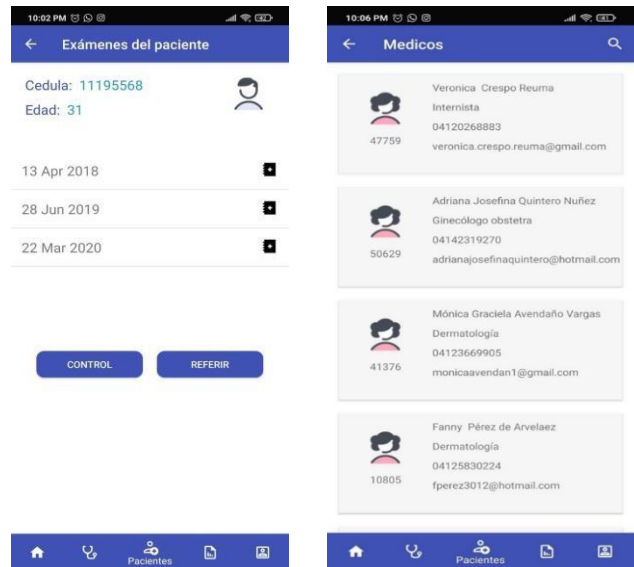 10:02 PM
Exámenes del paciente
Cedula: 11195568
Edad: 31
13 Apr 2018
28 Jun 2019
22 Mar 2020
CONTROL
REFERIR
Pacientes
10:06 PM
Medicos
Veronica Crespo Reuma
Internista
04120268883
47759
veronica.crespo.reuma@gmail.com
Adriana Josefina Quintero Nuñez
Ginecólogo obstetra
04142319270
50629
adrianajosefinaquintero@hotmail.com
Mónica Graciela Avendaño Vargas
Dermatología
04123669905
41376
monicaavendan1@gmail.com
Fanny Pérez de Arvelaez
Dermatología
04125830224
10805
fperez3012@hotmail.com
Pacientes